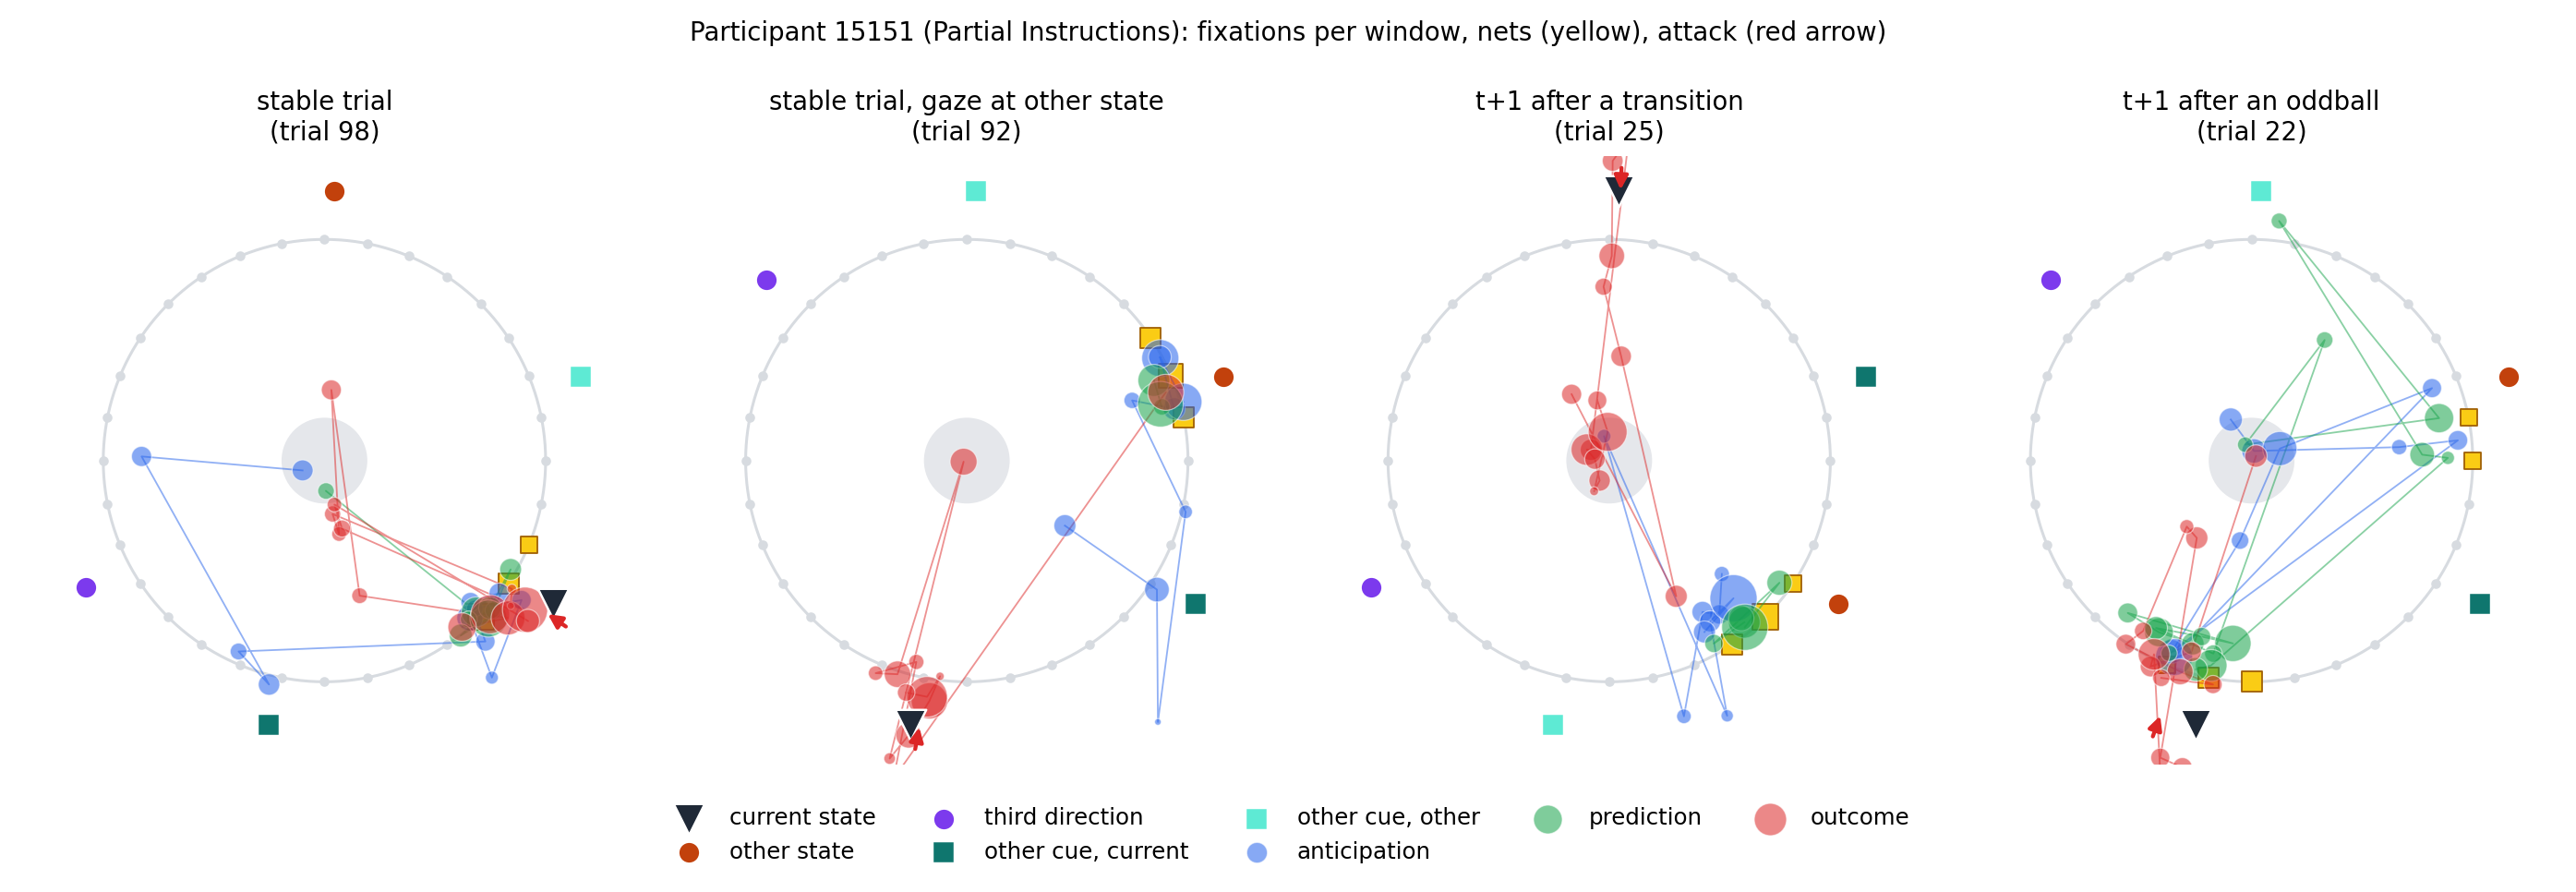 Participant 15151 (Partial Instructions): fixations per window, nets (yellow), attack (red arrow)
stable trial
(trial 98)
stable trial, gaze at other state
(trial 92)
t+1 after a transition
(trial 25)
t+1 after an oddball
(trial 22)
current state
other state
third direction
other cue, current
other cue, other
anticipation
prediction
outcome